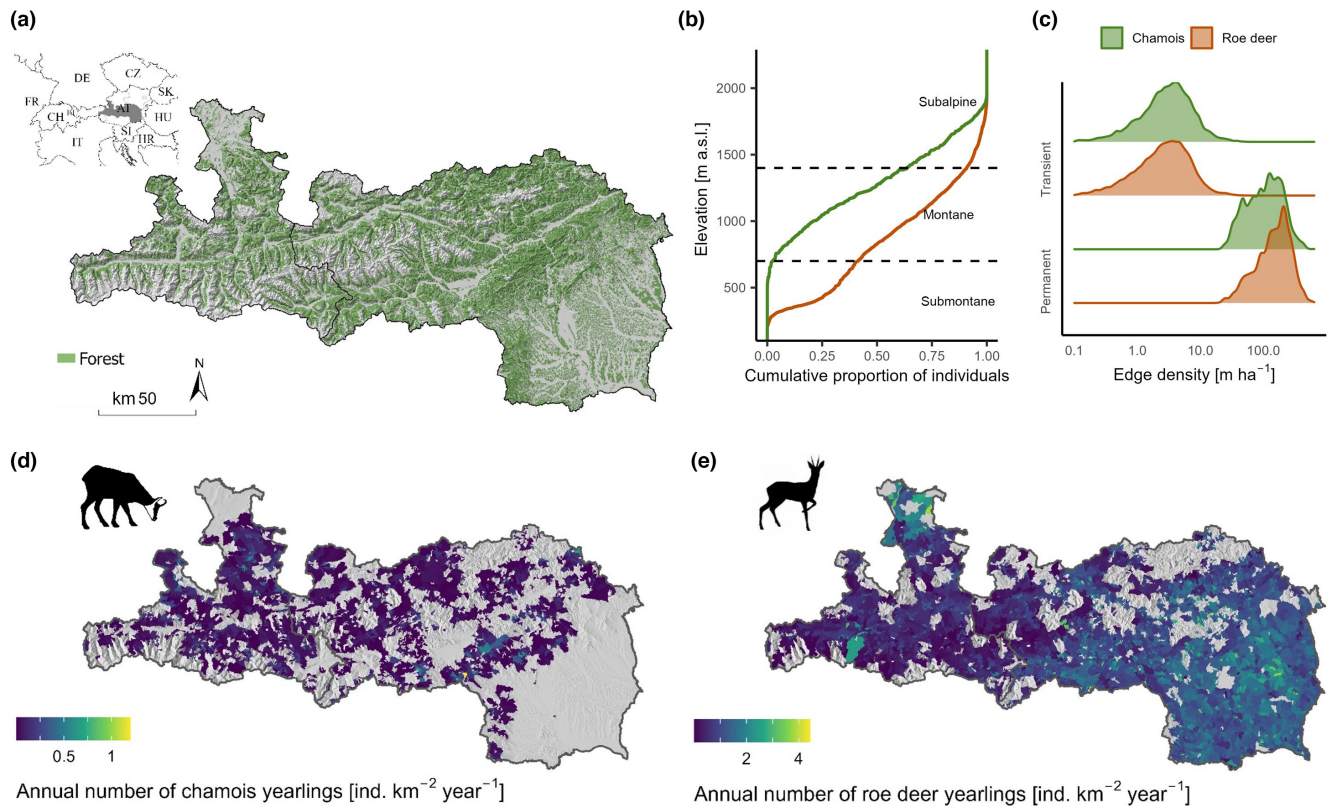 (a)
DE
CZ
FR
SK
AT
CH
HU
SI
IT
HR
Forest
N
km 50
(b)
Elevation [m a.s.l.]
2000
1500
1000
500
Subalpine
Montane
Submontane
0.00 0.25 0.50 0.75 1.00
Cumulative proportion of individuals
(c)
Chamois Roe deer
Transient
Permanent
0.1 1.0 10.0 100.0
Edge density [m ha⁻¹]
(d)
0.5 1
Annual number of chamois yearlings [ind. km⁻² year⁻¹]
(e)
2 4
Annual number of roe deer yearlings [ind. km⁻² year⁻¹]